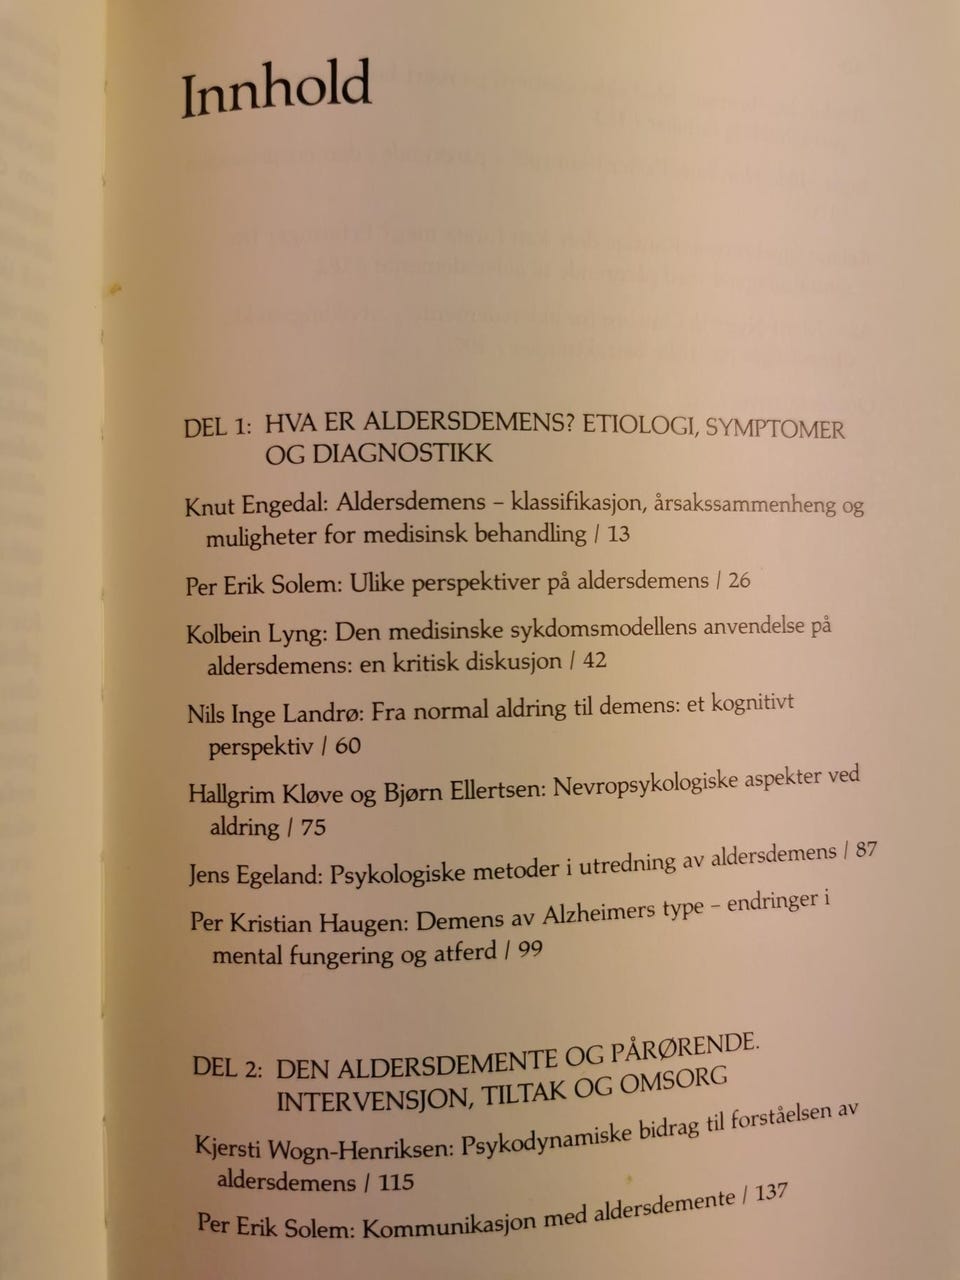 Innhold
DEL 1: HVA ER ALDERSDEMENS? ETIOLOGI, SYMPTOMER
OG DIAGNOSTIKK
Knut Engedal: Aldersdemens – klassifikasjon, årsakssammenheng og
muligheter for medisinsk behandling / 13
Per Erik Solem: Ulike perspektiver på aldersdemens / 26
Kolbein Lyng: Den medisinske sykdomsmodellens anvendelse på
aldersdemens: en kritisk diskusjon / 42
Nils Inge Landrø: Fra normal aldring til demens: et kognitivt
perspektiv / 60
Hallgrim Kløve og Bjørn Ellertsen: Nevropsykologiske aspekter ved
aldring / 75
Jens Egeland: Psykologiske metoder i utredning av aldersdemens / 87
Per Kristian Haugen: Demens av Alzheimers type – endringer i
mental fungering og atferd / 99
DEL 2: DEN ALDERSDEMENTE OG PÅRØRENDE.
INTERVENSJON, TILTAK OG OMSORG
Kjersti Wogn-Henriksen: Psykodynamiske bidrag til forståelsen av
aldersdemens / 115
Per Erik Solem: Kommunikasjon med aldersdemente / 137